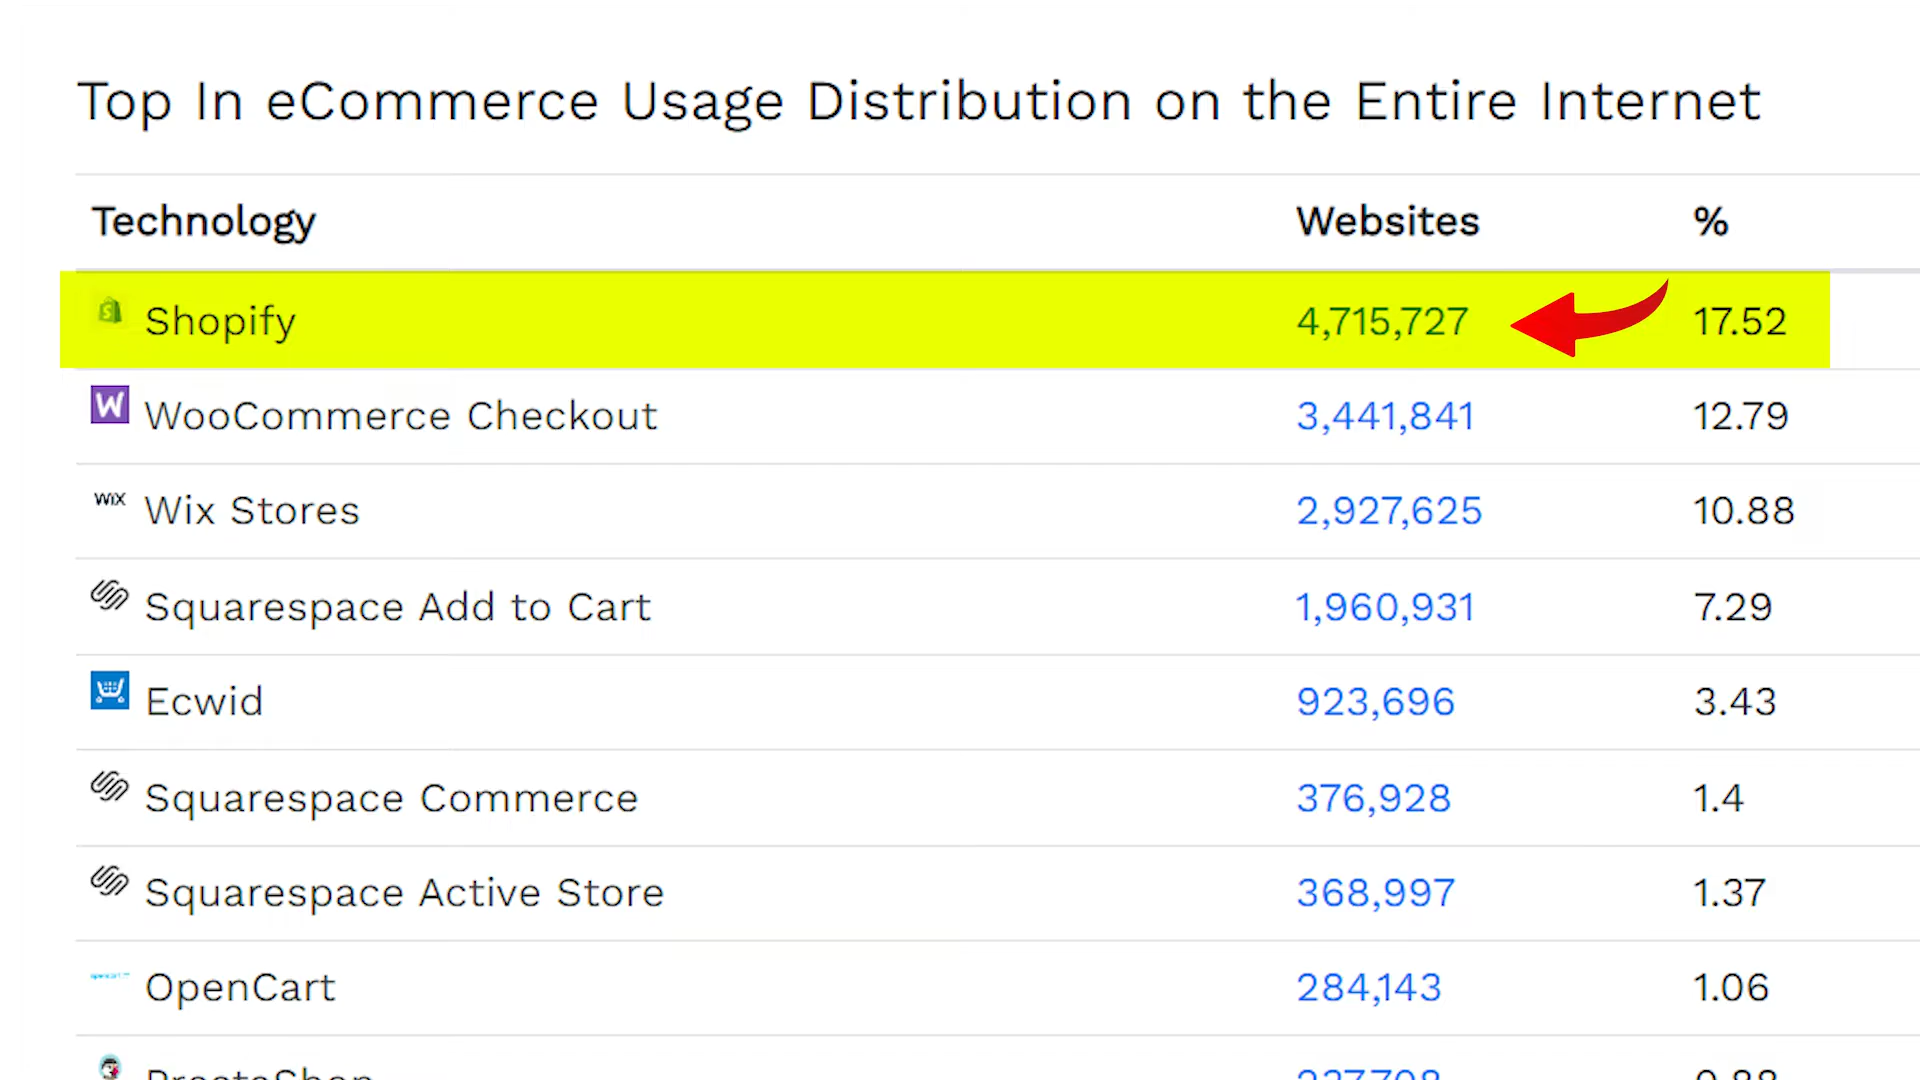 Top In eCommerce Usage Distribution on the Entire Internet
Technology Websites %
Shopify 4,715,727 17.52
WooCommerce Checkout 3,441,841 12.79
WIX Wix Stores 2,927,625 10.88
Squarespace Add to Cart 1,960,931 7.29
Ecwid 923,696 3.43
Squarespace Commerce 376,928 1.4
Squarespace Active Store 368,997 1.37
OpenCart 284,143 1.06
PrestaShop